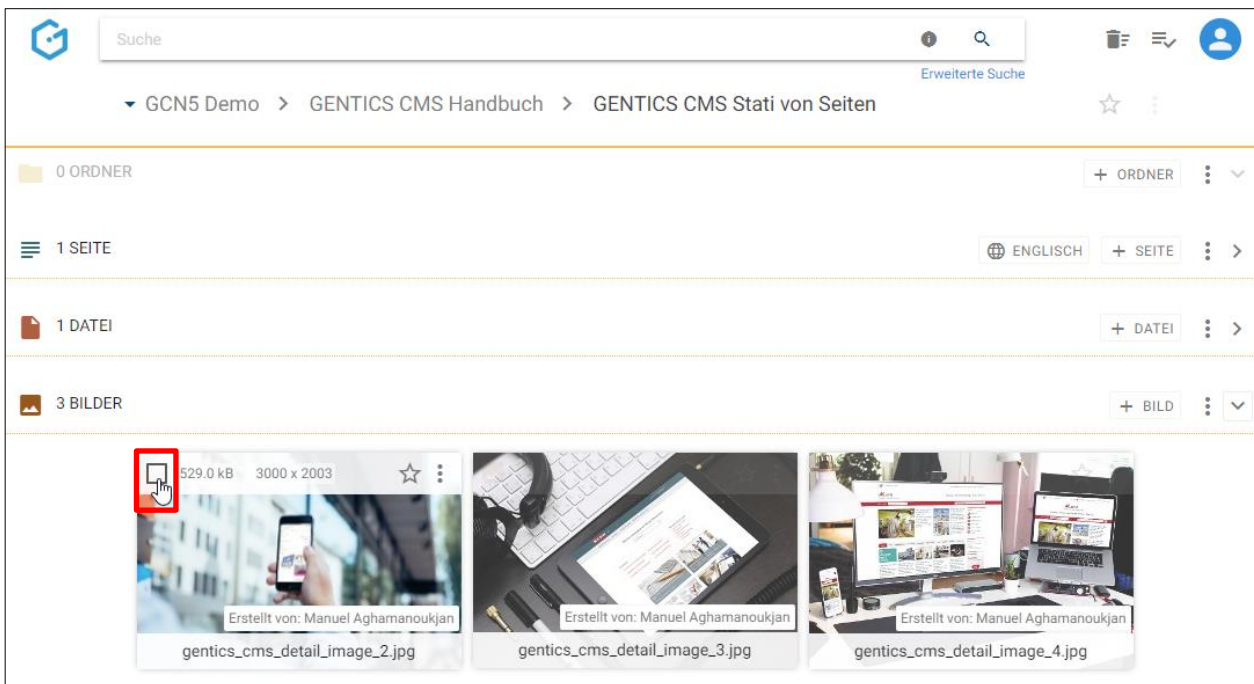 Suche
Erweiterte Suche
GCN5 Demo > GENTICS CMS Handbuch > GENTICS CMS Stati von Seiten
0 ORDNER + ORDNER
1 SEITE ENGLISCH + SEITE
1 DATEI + DATEI
3 BILDER + BILD
529.0 kB 3000 x 2003
Erstellt von: Manuel Aghamanoukjan Erstellt von: Manuel Aghamanoukjan Erstellt von: Manuel Aghamanoukjan
gentics_cms_detail_image_2.jpg gentics_cms_detail_image_3.jpg gentics_cms_detail_image_4.jpg